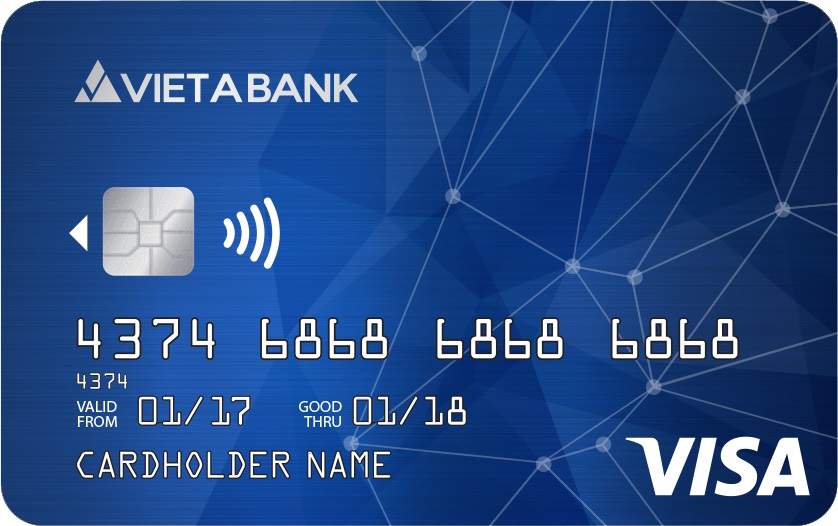 VIETABANK
4374 6868 6868 6868
4374
VALID FROM 01/17 GOOD THRU 01/18
CARDHOLDER NAME
VISA